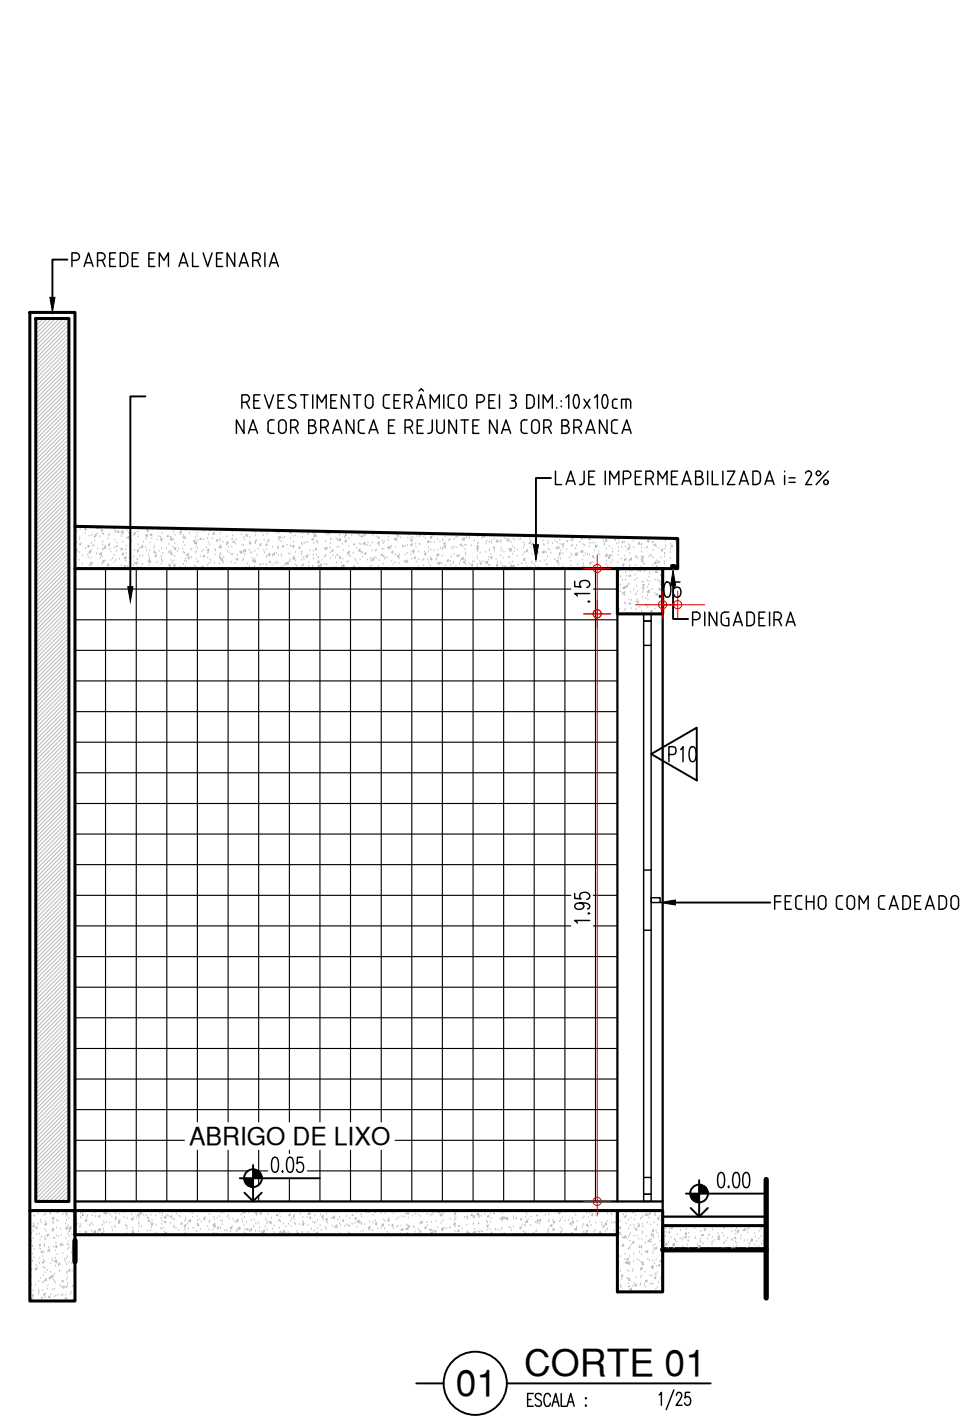 PAREDE EM ALVENARIA
REVESTIMENTO CERÂMICO PEI 3 DIM.:10x10cm
NA COR BRANCA E REJUNTE NA COR BRANCA
LAJE IMPERMEABILIZADA i= 2%
.15
.05
PINGADEIRA
P10
1.95
FECHO COM CADEADO
ABRIGO DE LIXO
0.05
0.00
01
CORTE 01
ESCALA : 1/25